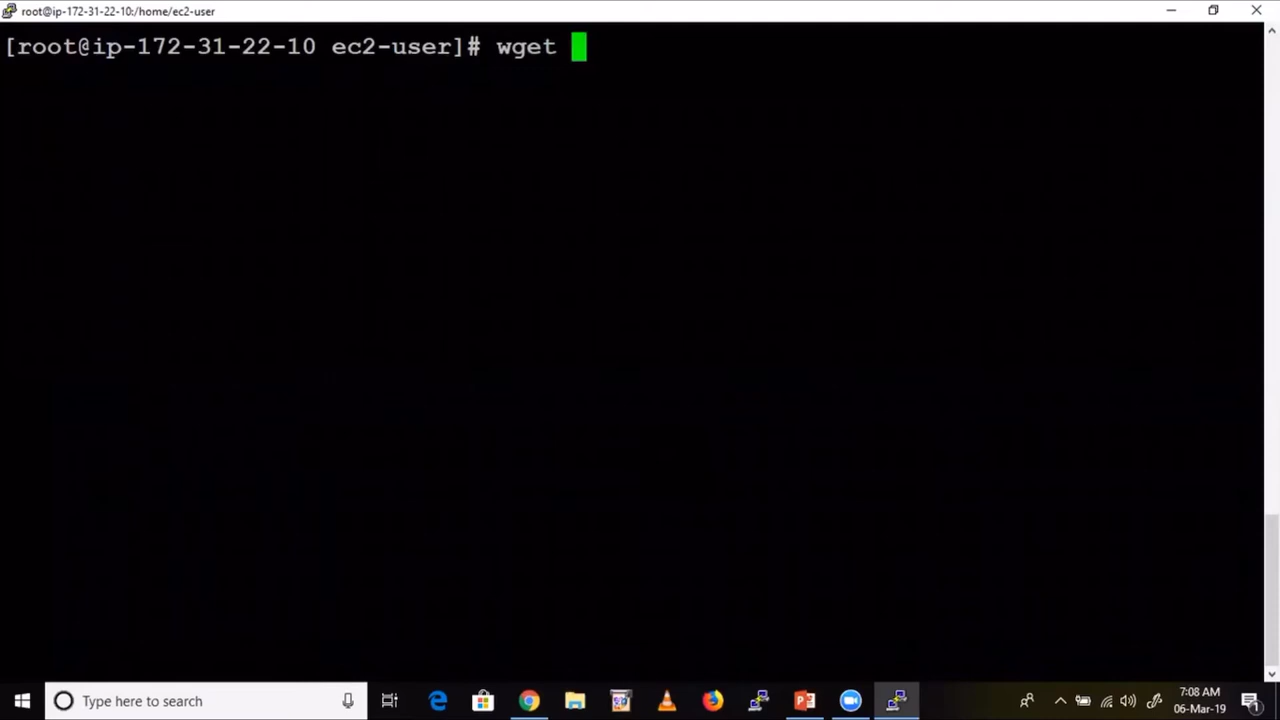 root@ip-172-31-22-10:/home/ec2-user
[root@ip-172-31-22-10 ec2-user]# wget
Type here to search
7:08 AM
06-Mar-19